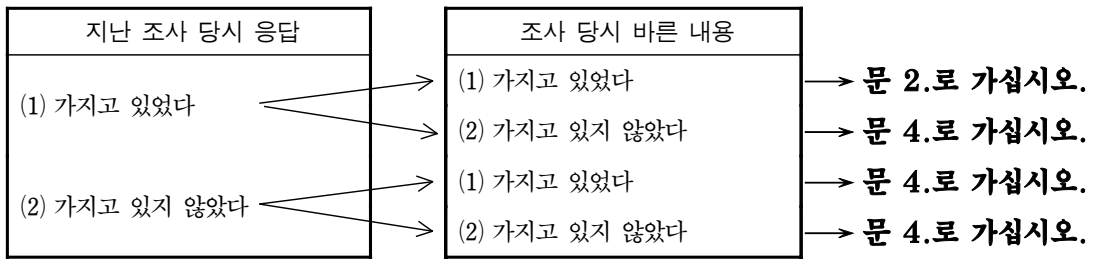 지난 조사 당시 응답
조사 당시 바른 내용
(1) 가지고 있었다
(1) 가지고 있었다
문 2.로 가십시오.
(2) 가지고 있지 않았다
문 4.로 가십시오.
(2) 가지고 있지 않았다
(1) 가지고 있었다
문 4.로 가십시오.
(2) 가지고 있지 않았다
문 4.로 가십시오.